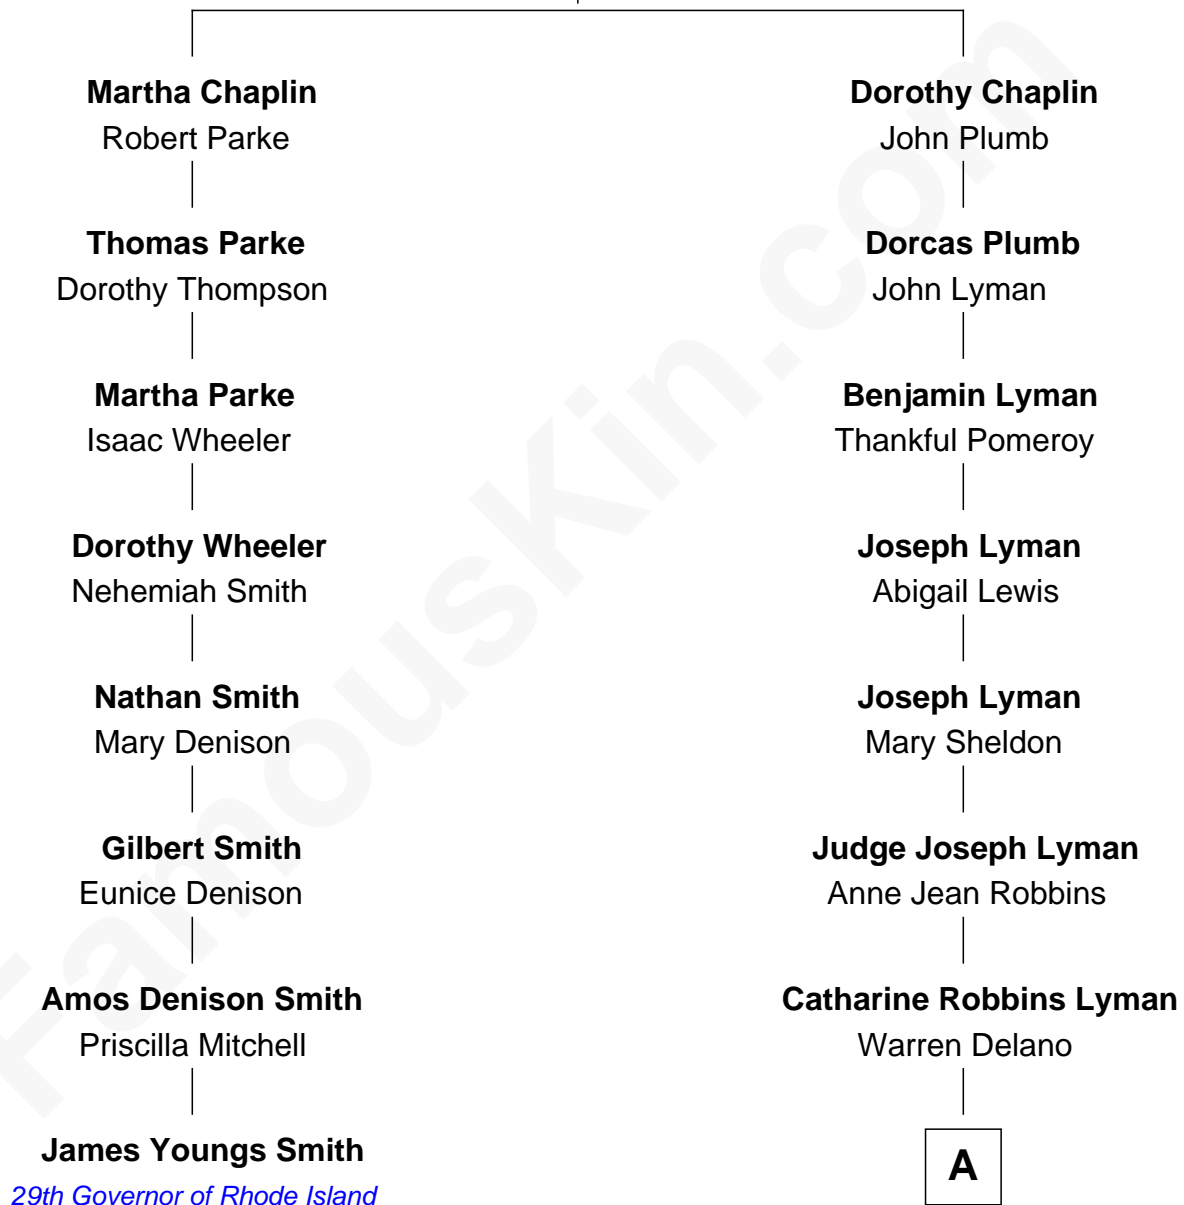 Martha Chaplin
Robert Parke
Dorothy Chaplin
John Plumb
Thomas Parke
Dorothy Thompson
Dorcas Plumb
John Lyman
Martha Parke
Isaac Wheeler
Benjamin Lyman
Thankful Pomeroy
Dorothy Wheeler
Nehemiah Smith
Joseph Lyman
Abigail Lewis
Nathan Smith
Mary Denison
Joseph Lyman
Mary Sheldon
Gilbert Smith
Eunice Denison
Judge Joseph Lyman
Anne Jean Robbins
Amos Denison Smith
Priscilla Mitchell
Catharine Robbins Lyman
Warren Delano
James Youngs Smith
29th Governor of Rhode Island
A
FamousKin.com